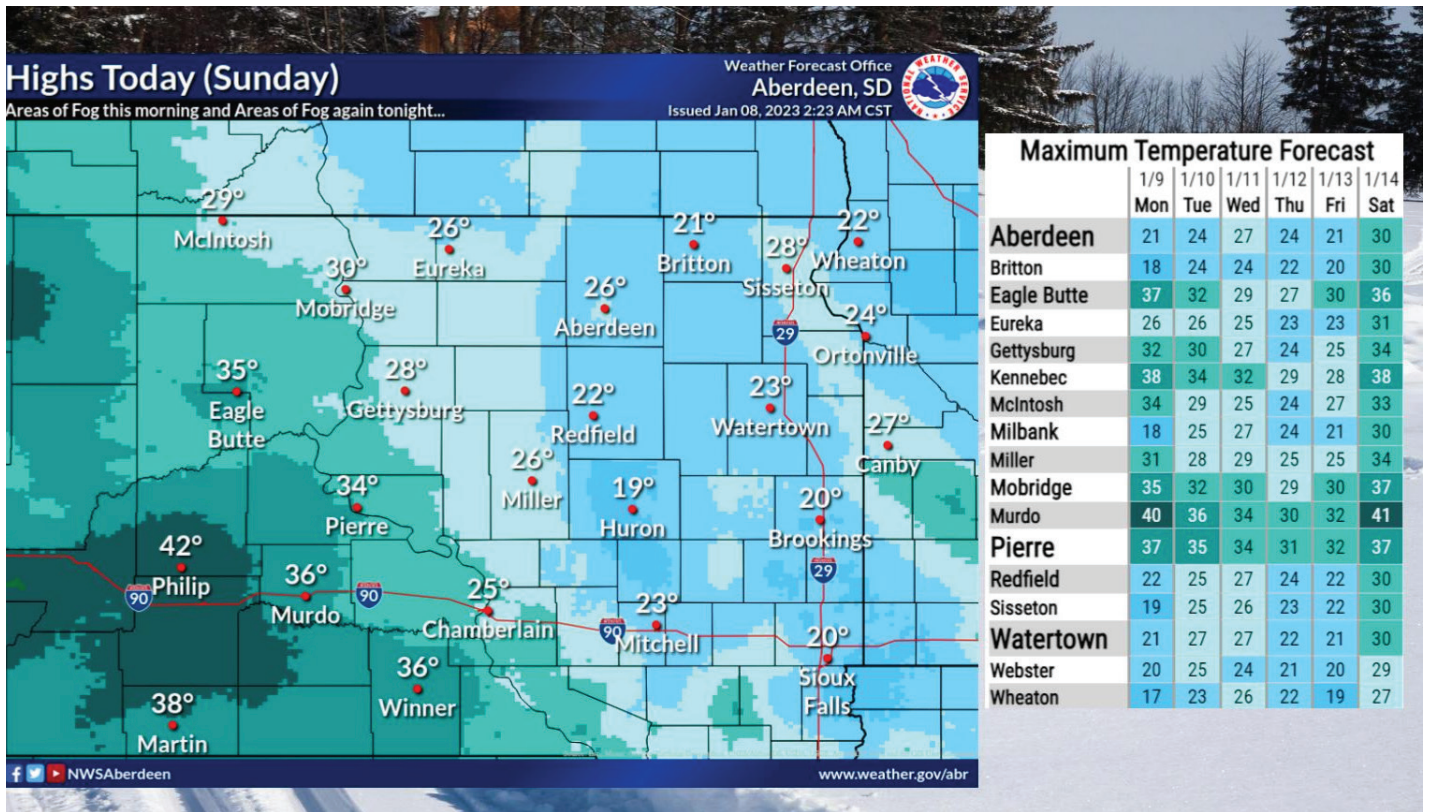 Highs Today (Sunday)
Areas of Fog this morning and Areas of Fog again tonight...
Weather Forecast Office
Aberdeen, SD
Issued Jan 08, 2023 2:23 AM CST
NATIONAL WEATHER SERVICE
29°
McIntosh
26°
Eureka
21°
Britton
28°
Sisseton
22°
Wheaton
30°
Mobridge
26°
Aberdeen
29
24°
Ortonville
35°
Eagle
Butte
28°
Gettysburg
22°
Redfield
23°
Watertown
27°
Canby
26°
Miller
34°
Pierre
19°
Huron
20°
Brookings
42°
Philip
90
36°
Murdo
90
25°
Chamberlain
90
23°
Mitchell
29
20°
Sioux
Falls
36°
Winner
38°
Martin
NWSAberdeen
www.weather.gov/abr
Maximum Temperature Forecast
1/9 1/10 1/11 1/12 1/13 1/14
Mon Tue Wed Thu Fri Sat
Aberdeen 21 24 27 24 21 30
Britton 18 24 24 22 20 30
Eagle Butte 37 32 29 27 30 36
Eureka 26 26 25 23 23 31
Gettysburg 32 30 27 24 25 34
Kennebec 38 34 32 29 28 38
McIntosh 34 29 25 24 27 33
Milbank 18 25 27 24 21 30
Miller 31 28 29 25 25 34
Mobridge 35 32 30 29 30 37
Murdo 40 36 34 30 32 41
Pierre 37 35 34 31 32 37
Redfield 22 25 27 24 22 30
Sisseton 19 25 26 23 22 30
Watertown 21 27 27 22 21 30
Webster 20 25 24 21 20 29
Wheaton 17 23 26 22 19 27